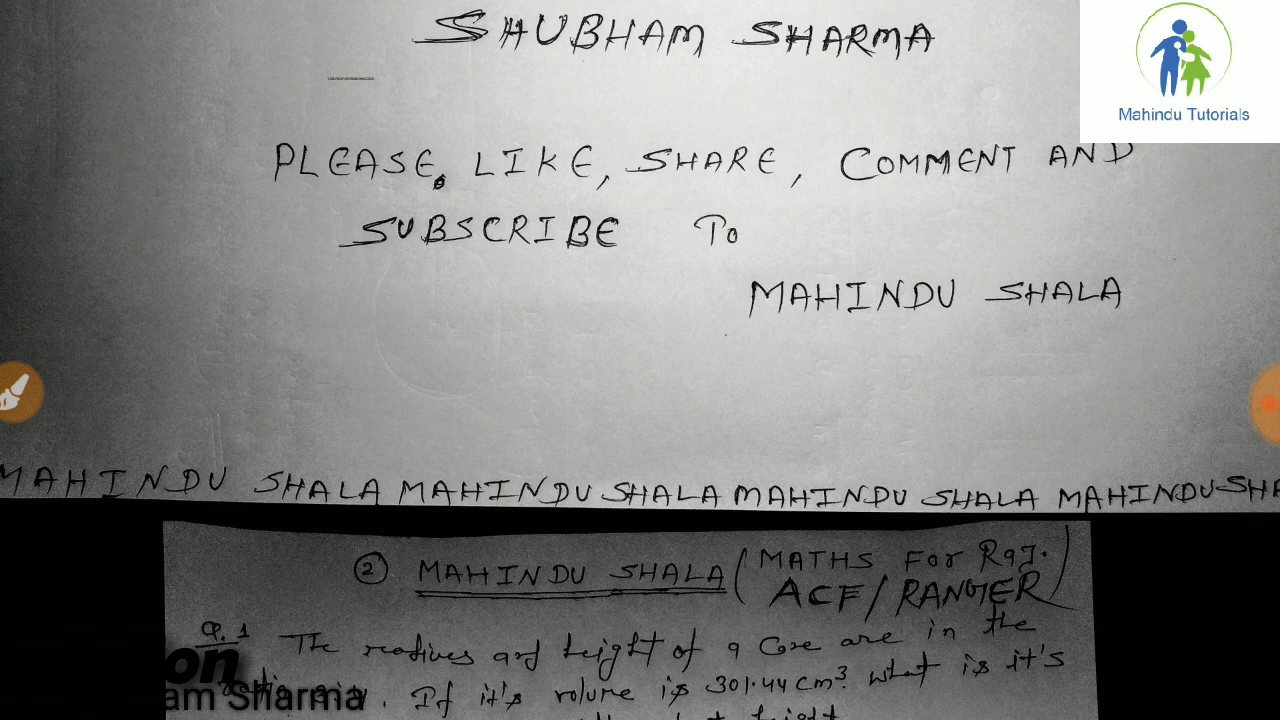 SHUBHAM SHARMA
Mahindu Tutorials
PLEASE, LIKE, SHARE, COMMENT AND
SUBSCRIBE To
MAHINDU SHALA
MAHINDU SHALA MAHINDU SHALA MAHINDU SHALA MAHINDU SHA
② MAHINDU SHALA (MATHS For Raj.
ACF/RANGER)
Q.1 The radius and height of a Cone are in the
If it's volume is 301.44 cm³. what is it's
on
am Sharma
height